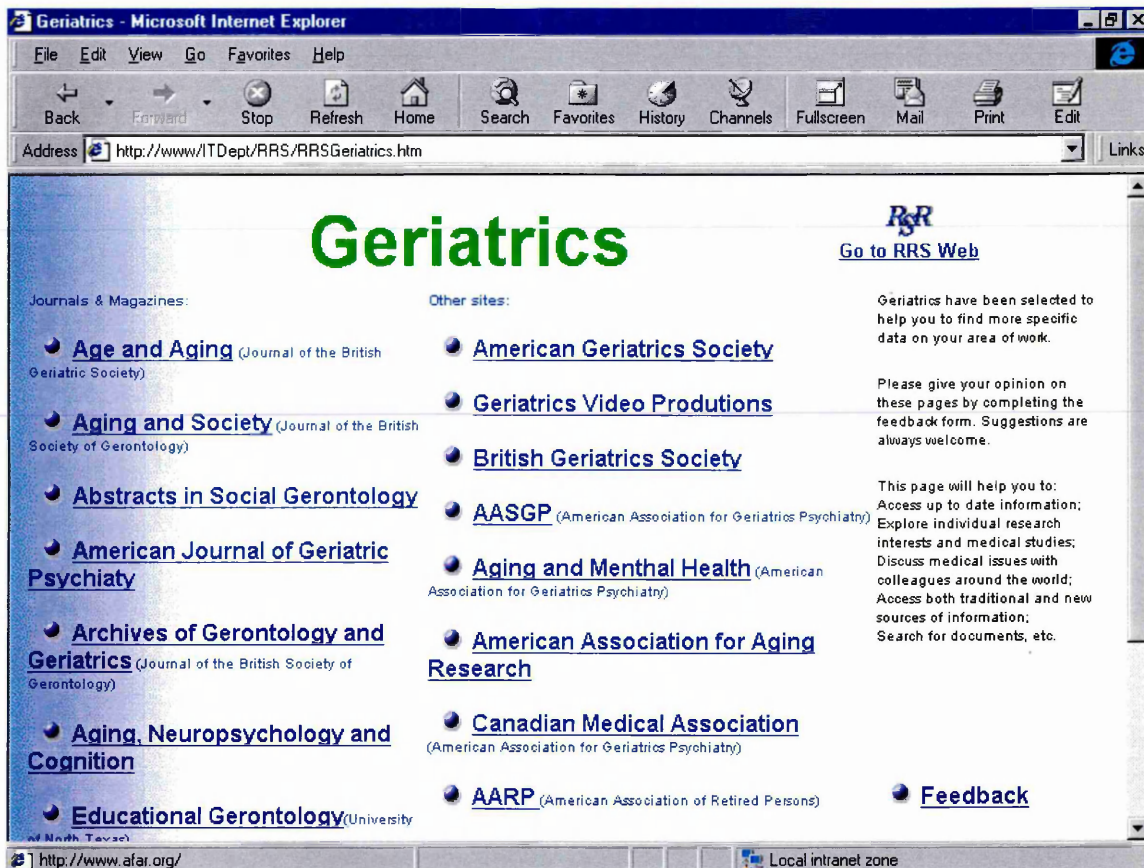 Geriatrics - Microsoft Internet Explorer
File Edit View Go Favorites Help
Back Forward Stop Refresh Home Search Favorites History Channels Fullscreen Mail Print Edit
Address http://www/ITDept/RRS/RRSGeriatrics.htm Links
Geriatrics
RSR
Go to RRS Web
Journals & Magazines:
Age and Aging (Journal of the British
Geriatric Society)
Aging and Society (Journal of the British
Society of Gerontology)
Abstracts in Social Gerontology
American Journal of Geriatric
Psychiaty
Archives of Gerontology and
Geriatrics (Journal of the British Society of
Gerontology)
Aging, Neuropsychology and
Cognition
Educational Gerontology(University
of North Texas)
Other sites:
American Geriatrics Society
Geriatrics Video Produtions
British Geriatrics Society
AASGP (American Association for Geriatrics Psychiatry)
Aging and Menthal Health (American
Association for Geriatrics Psychiatry)
American Association for Aging
Research
Canadian Medical Association
(American Association for Geriatrics Psychiatry)
AARP (American Association of Retired Persons)
Geriatrics have been selected to
help you to find more specific
data on your area of work.
Please give your opinion on
these pages by completing the
feedback form. Suggestions are
always welcome.
This page will help you to:
Access up to date information;
Explore individual research
interests and medical studies;
Discuss medical issues with
colleagues around the world;
Access both traditional and new
sources of information;
Search for documents, etc.
Feedback
http://www.afar.org/ Local intranet zone